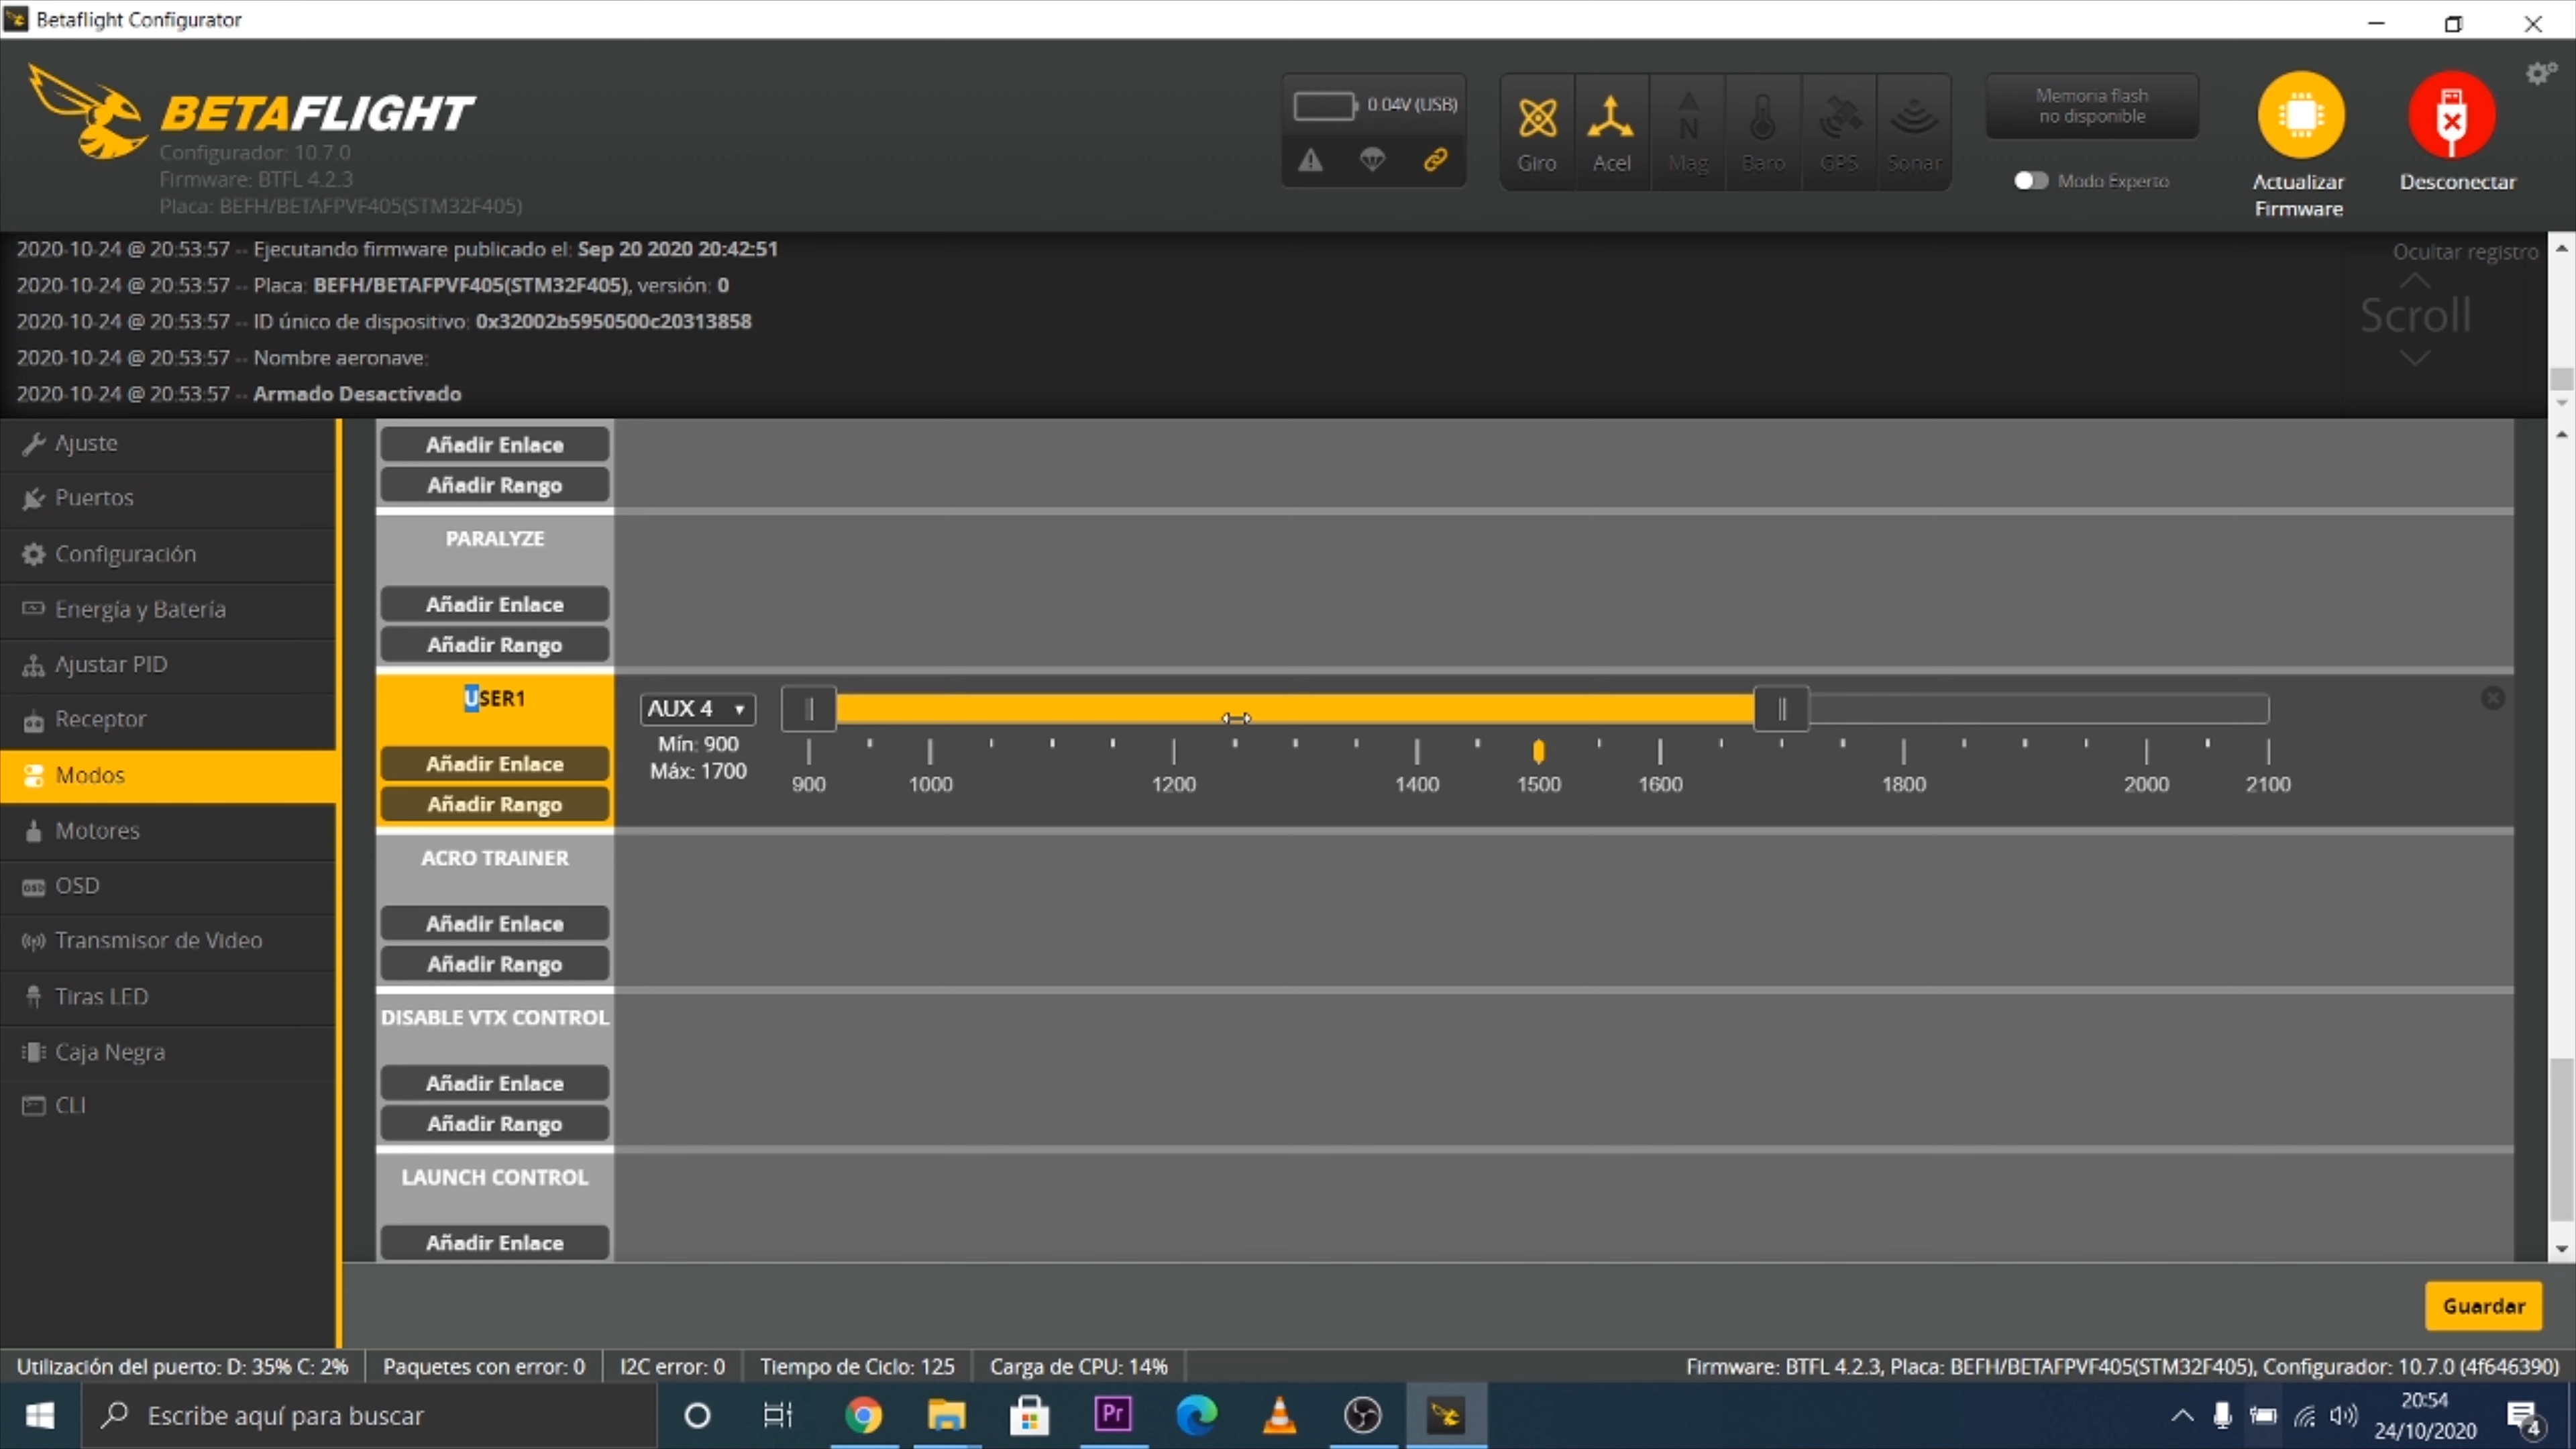 Betaflight Configurator
BETAFLIGHT
Configurador: 10.7.0
Firmware: BTFL 4.2.3
Placa: BEFH/BETAFPVF405(STM32F405)
0.04V (USB)
Giro
Acel
Mag
Baro
GPS
Sonar
Memoria flash
no disponible
Modo Experto
Actualizar
Firmware
Desconectar
2020-10-24 @ 20:53:57 -- Ejecutando firmware publicado el: Sep 20 2020 20:42:51
2020-10-24 @ 20:53:57 -- Placa: BEFH/BETAFPVF405(STM32F405), versión: 0
2020-10-24 @ 20:53:57 -- ID único de dispositivo: 0x32002b5950500c20313858
2020-10-24 @ 20:53:57 -- Nombre aeronave:
2020-10-24 @ 20:53:57 -- Armado Desactivado
Ocultar registro
Scroll
Ajuste
Puertos
Configuración
Energía y Batería
Ajustar PID
Receptor
Modos
Motores
OSD
Transmisor de Video
Tiras LED
Caja Negra
CLI
Añadir Enlace
Añadir Rango
PARALYZE
Añadir Enlace
Añadir Rango
USER1
Añadir Enlace
Añadir Rango
AUX 4
Mín: 900
Máx: 1700
900 1000 1200 1400 1500 1600 1800 2000 2100
ACRO TRAINER
Añadir Enlace
Añadir Rango
DISABLE VTX CONTROL
Añadir Enlace
Añadir Rango
LAUNCH CONTROL
Añadir Enlace
Guardar
Utilización del puerto: D: 35% C: 2%
Paquetes con error: 0
I2C error: 0
Tiempo de Ciclo: 125
Carga de CPU: 14%
Firmware: BTFL 4.2.3, Placa: BEFH/BETAFPVF405(STM32F405), Configurador: 10.7.0 (4f646390)
Escribe aquí para buscar
Pr
20:54
24/10/2020
4